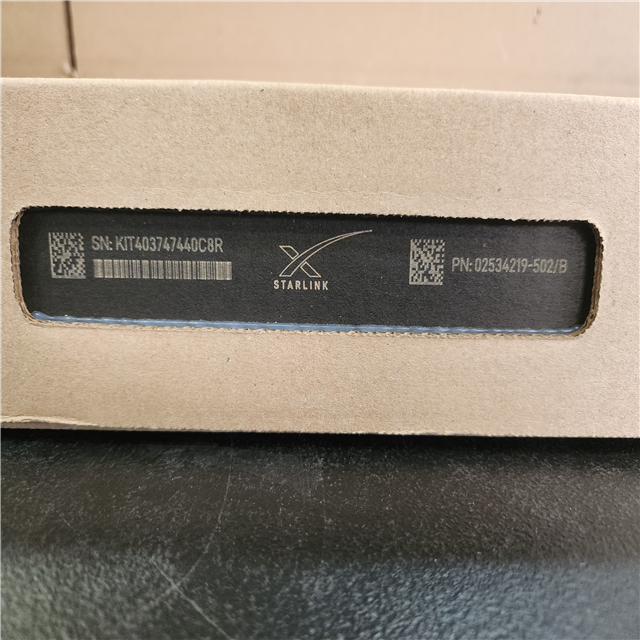 SN: KIT403747440C8R
X
STARLINK
PN: 02534219-502/B